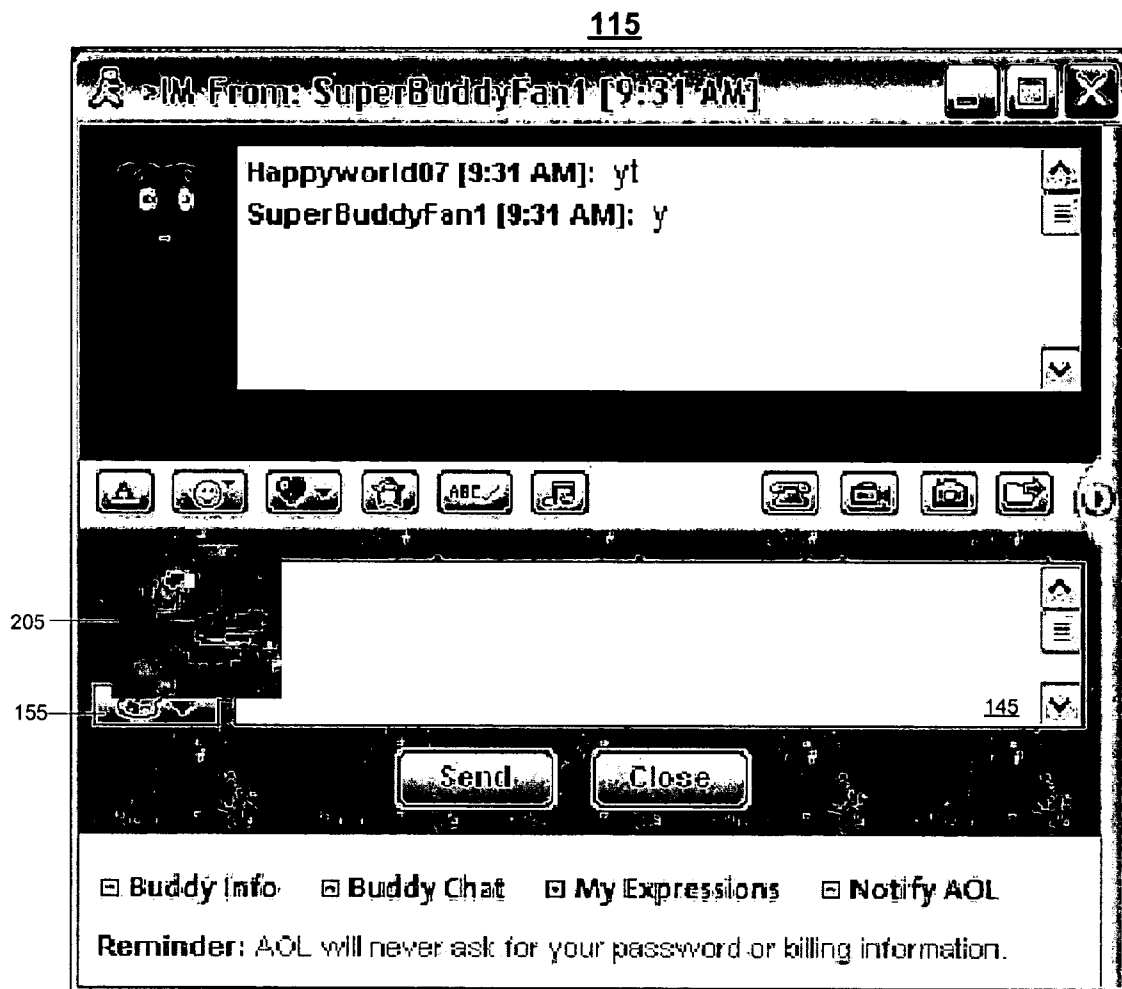 115
>IM From: SuperBuddyFan1 [9:31 AM]
Happyworld07 [9:31 AM]: yt
SuperBuddyFan1 [9:31 AM]: y
A
ABC
205
155
145
Send
Close
Buddy Info Buddy Chat My Expressions Notify AOL
Reminder: AOL will never ask for your password or billing information.